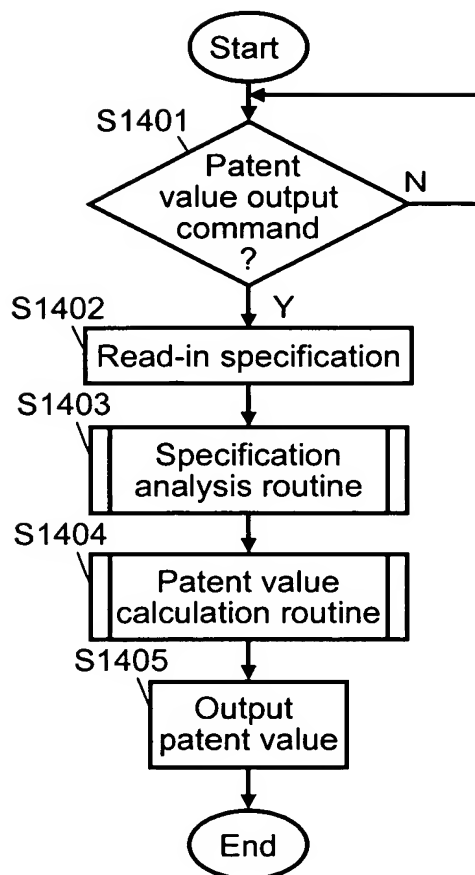 Start
S1401
Patent
value output
command
?
N
Y
S1402
Read-in specification
S1403
Specification
analysis routine
S1404
Patent value
calculation routine
S1405
Output
patent value
End